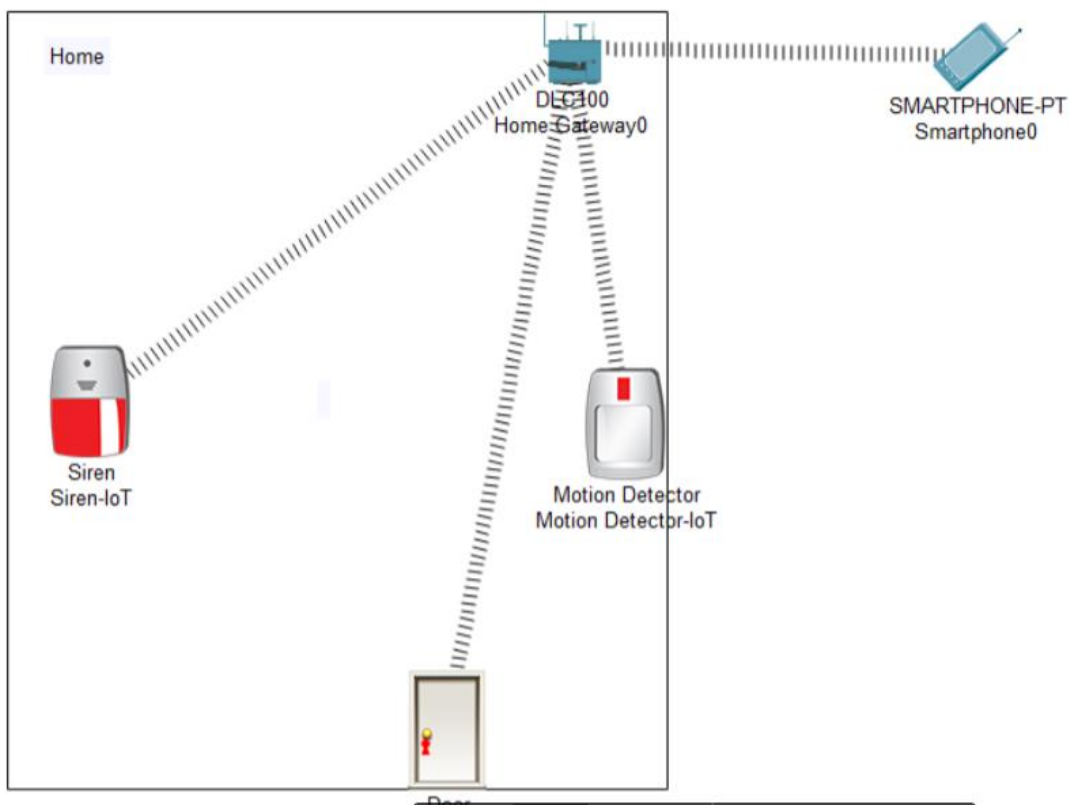 Home
DLC100
Home Gateway0
SMARTPHONE-PT
Smartphone0
Siren
Siren-IoT
Motion Detector
Motion Detector-IoT